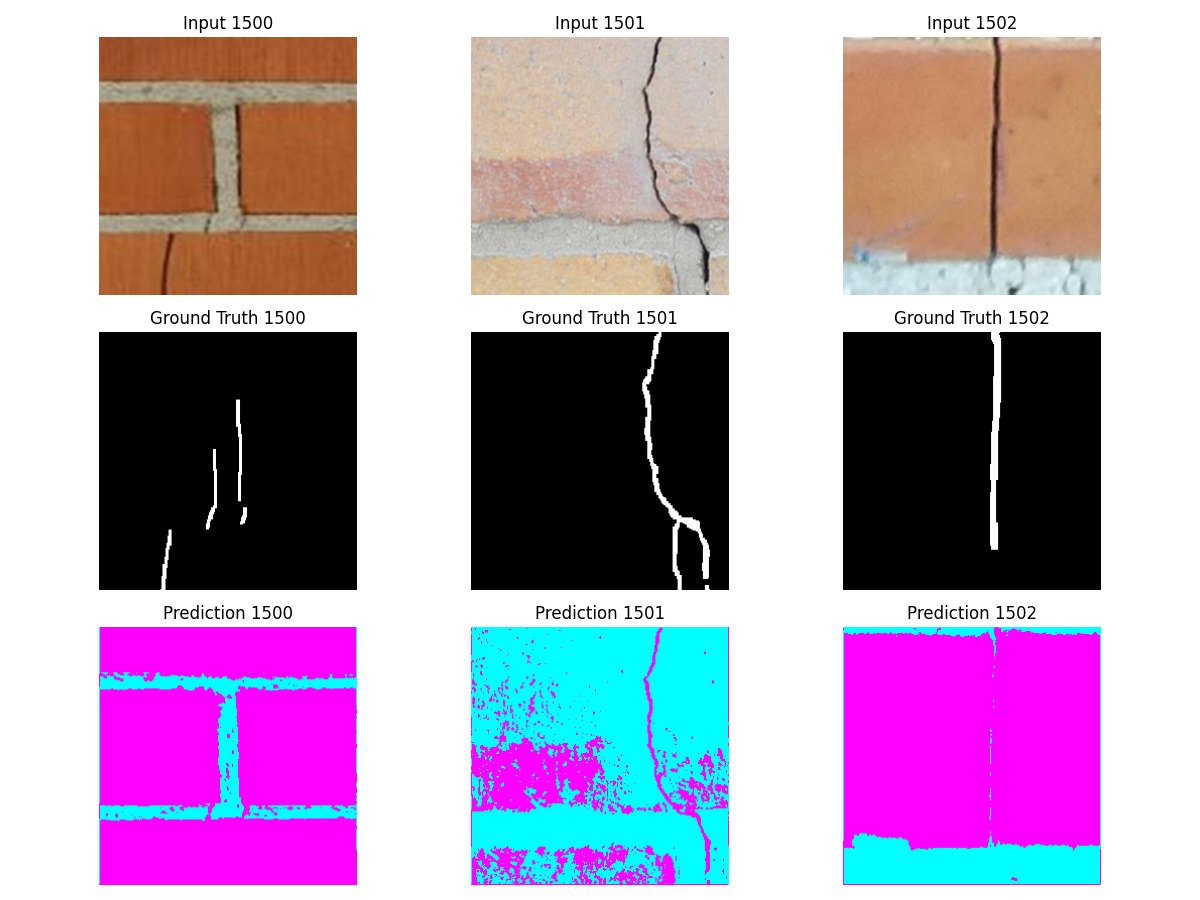 Input 1500
Input 1501
Input 1502
Ground Truth 1500
Ground Truth 1501
Ground Truth 1502
Prediction 1500
Prediction 1501
Prediction 1502